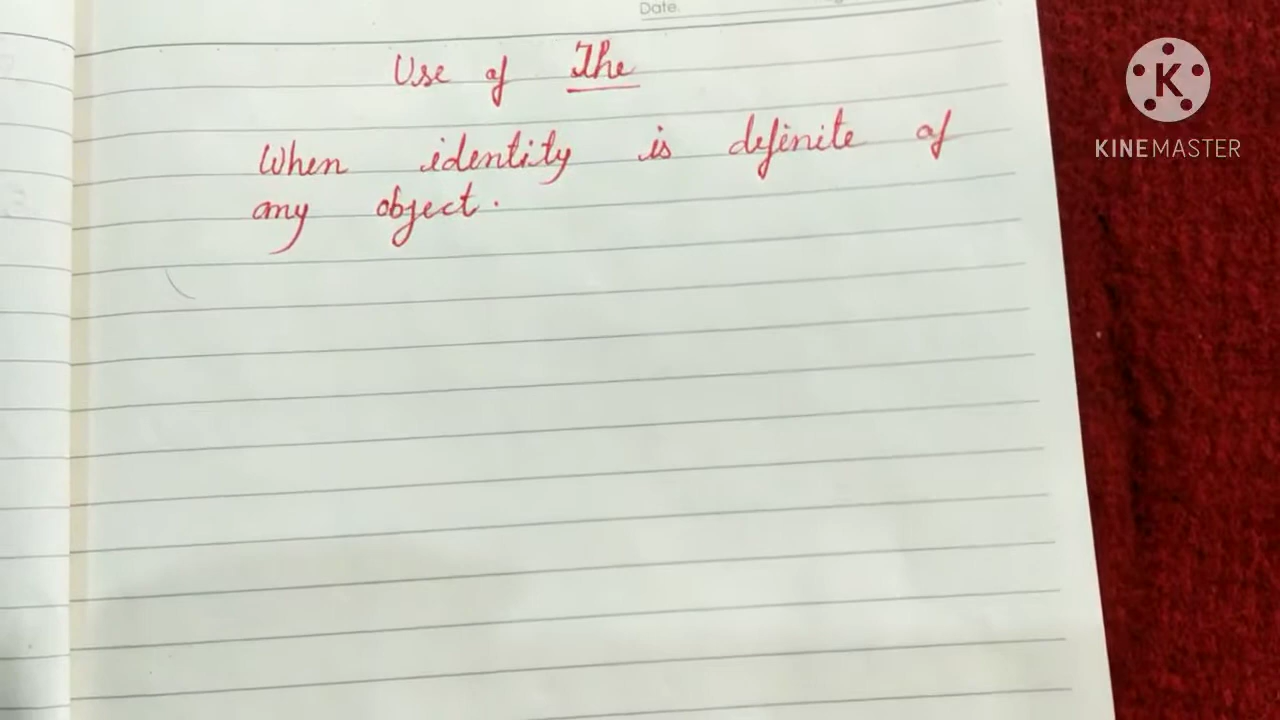 Date.
Use of The
When identity is definite of
any object.
K
KINEMASTER